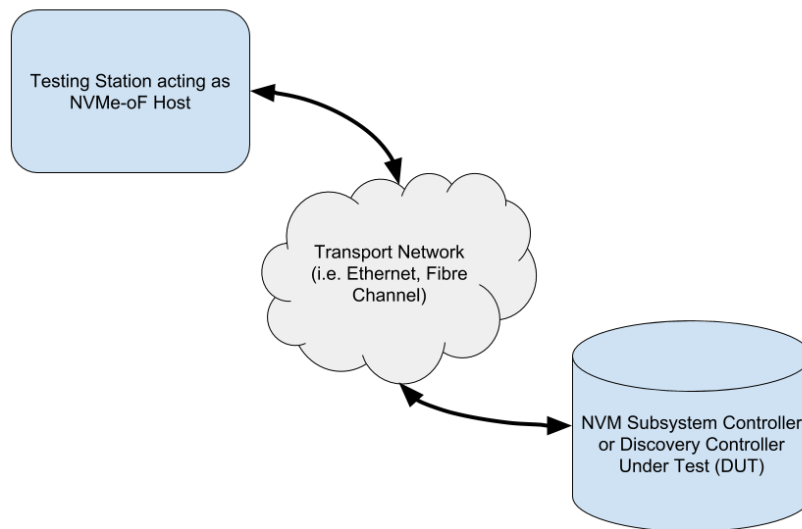 Testing Station acting as
NVMe-oF Host
Transport Network
(i.e. Ethernet, Fibre
Channel)
NVM Subsystem Controller
or Discovery Controller
Under Test (DUT)